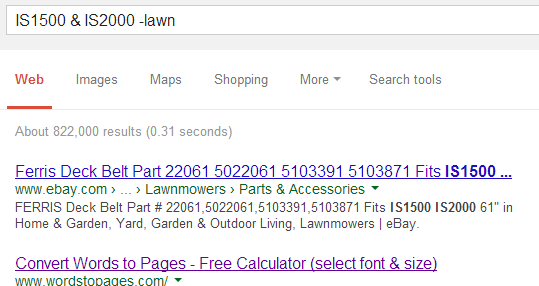 IS1500 & IS2000 -lawn
Web Images Maps Shopping More Search tools
About 822,000 results (0.31 seconds)
Ferris Deck Belt Part 22061 5022061 5103391 5103871 Fits IS1500 ...
www.ebay.com › ... › Lawnmowers › Parts & Accessories
FERRIS Deck Belt Part # 22061,5022061,5103391,5103871 Fits IS1500 IS2000 61" in
Home & Garden, Yard, Garden & Outdoor Living, Lawnmowers | eBay.
Convert Words to Pages - Free Calculator (select font & size)
www.wordstopages.com/